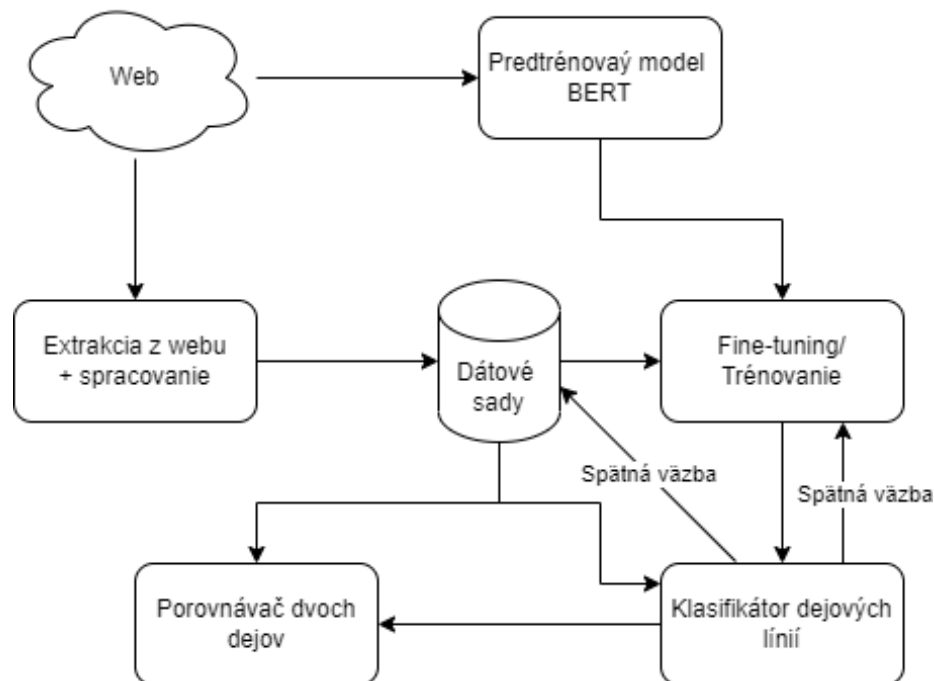 Web
Predtrénovaý model
BERT
Extrakcia z webu
+ spracovanie
Dátové
sady
Fine-tuning/
Trénovanie
Spätná väzba
Spätná väzba
Porovnávač dvoch
dejov
Klasifikátor dejových
línií